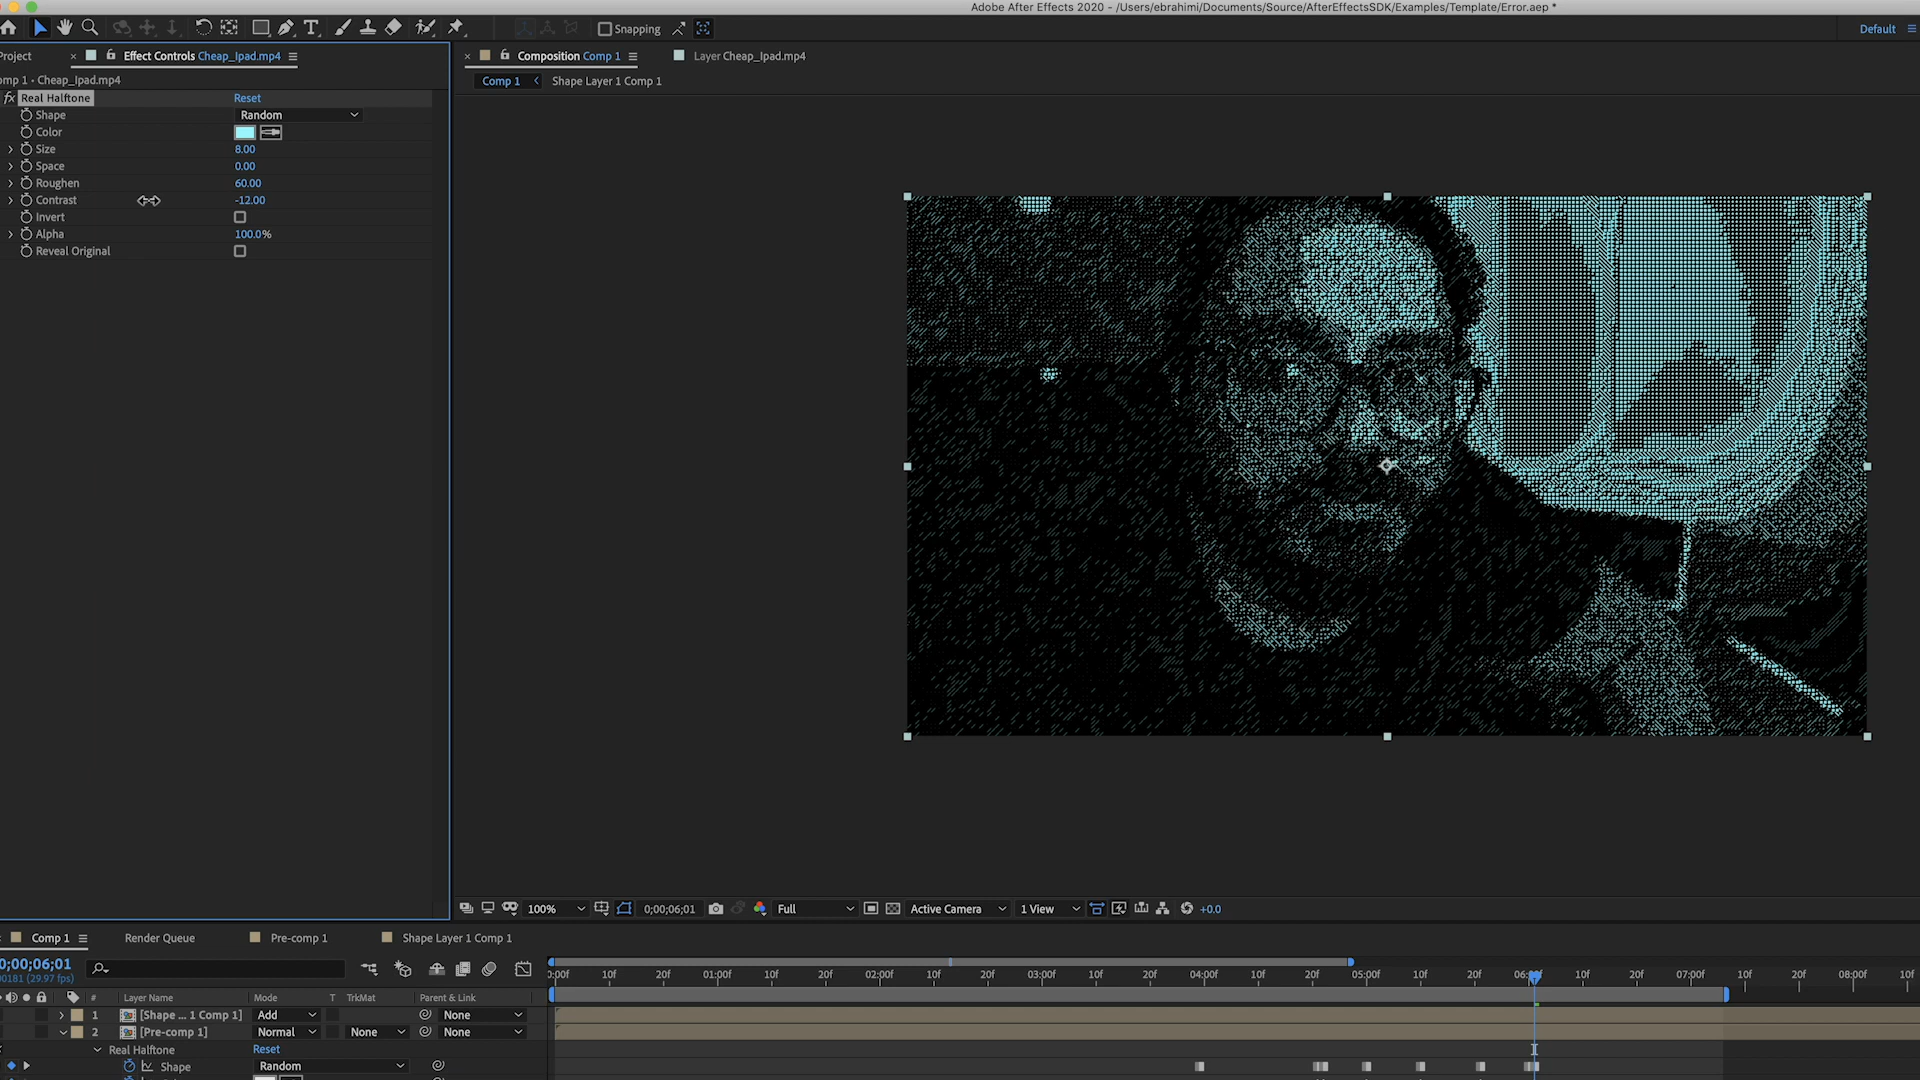 Adobe After Effects 2020 - /Users/ebrahimi/Documents/Source/AfterEffectsSDK/Examples/Template/Error.aep *
Snapping
Default
Project
Effect Controls Cheap_Ipad.mp4
Composition Comp 1
Layer Cheap_Ipad.mp4
omp 1 • Cheap_Ipad.mp4
Comp 1
Shape Layer 1 Comp 1
fx Real Halftone Reset
Shape Random
Color
Size 8.00
Space 0.00
Roughen 60.00
Contrast -12.00
Invert
Alpha 100.0%
Reveal Original
100%
0;00;06;01
Full
Active Camera
1 View
+0.0
Comp 1
Render Queue
Pre-comp 1
Shape Layer 1 Comp 1
0;00;06;01
00181 (29.97 fps)
0:00f 10f 20f 01:00f 10f 20f 02:00f 10f 20f 03:00f 10f 20f 04:00f 10f 20f 05:00f 10f 20f 06:00f 10f 20f 07:00f 10f 20f 08:00f 10f
# Layer Name Mode T TrkMat Parent & Link
1 [Shape ... 1 Comp 1] Add None
2 [Pre-comp 1] Normal None None
Real Halftone Reset
Shape Random